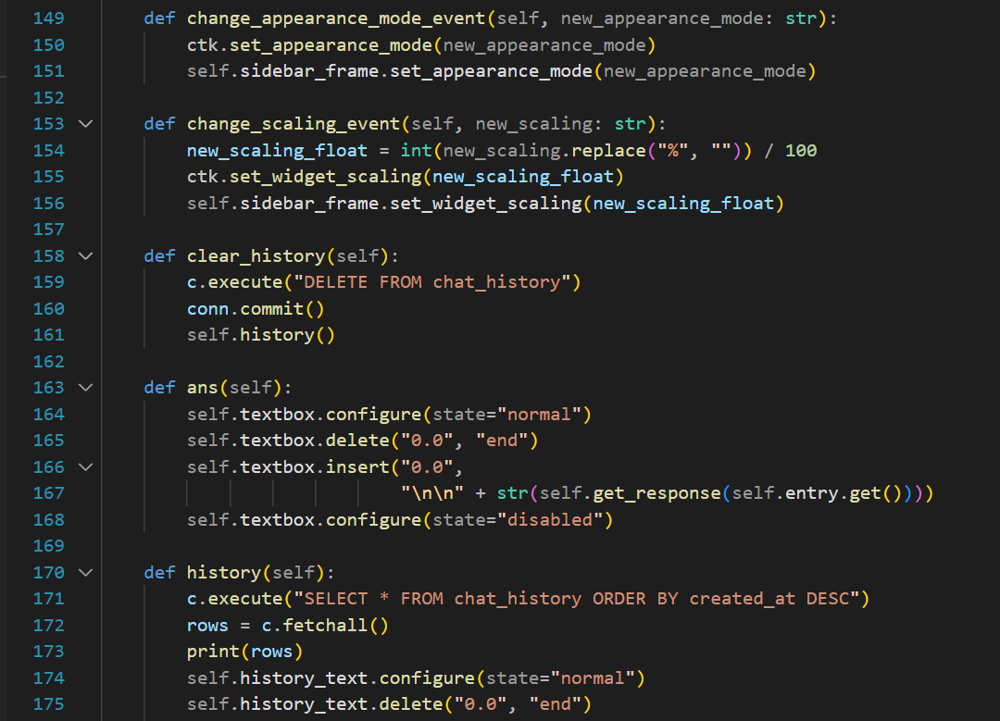 149 def change_appearance_mode_event(self, new_appearance_mode: str):
150 ctk.set_appearance_mode(new_appearance_mode)
151 self.sidebar_frame.set_appearance_mode(new_appearance_mode)
152
153 def change_scaling_event(self, new_scaling: str):
154 new_scaling_float = int(new_scaling.replace("%", "")) / 100
155 ctk.set_widget_scaling(new_scaling_float)
156 self.sidebar_frame.set_widget_scaling(new_scaling_float)
157
158 def clear_history(self):
159 c.execute("DELETE FROM chat_history")
160 conn.commit()
161 self.history()
162
163 def ans(self):
164 self.textbox.configure(state="normal")
165 self.textbox.delete("0.0", "end")
166 self.textbox.insert("0.0",
167 "\n\n" + str(self.get_response(self.entry.get())))
168 self.textbox.configure(state="disabled")
169
170 def history(self):
171 c.execute("SELECT * FROM chat_history ORDER BY created_at DESC")
172 rows = c.fetchall()
173 print(rows)
174 self.history_text.configure(state="normal")
175 self.history_text.delete("0.0", "end")